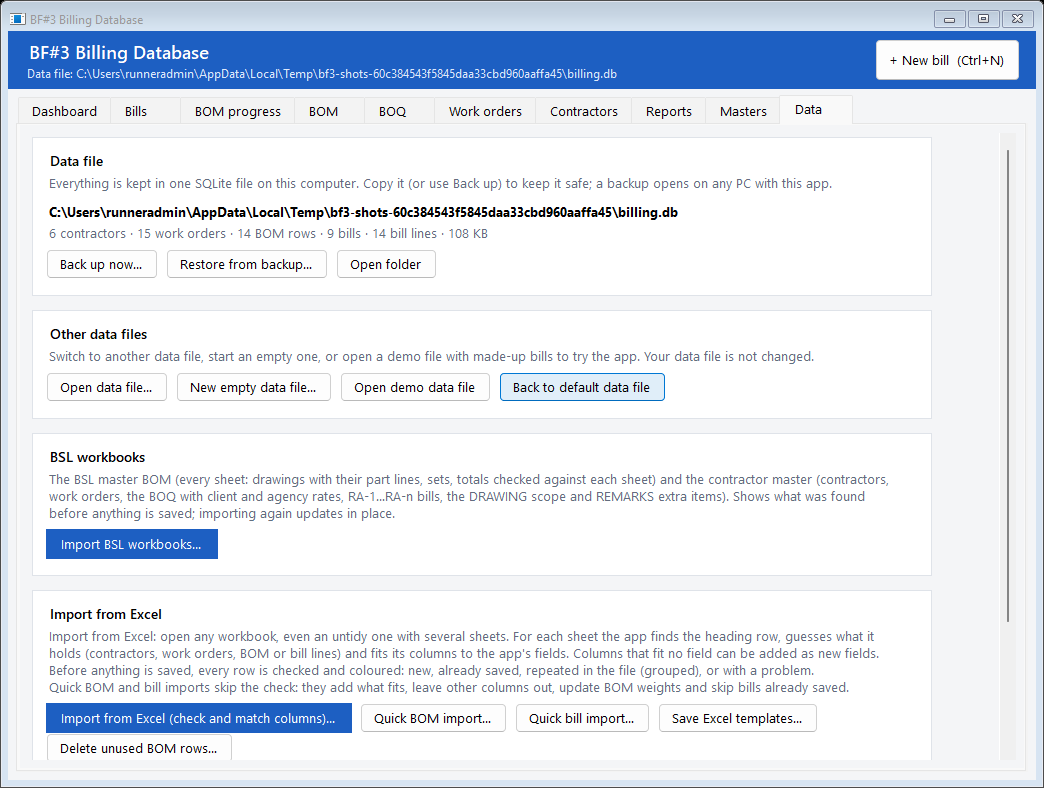 BF#3 Billing Database
BF#3 Billing Database
Data file: C:\Users\runneradmin\AppData\Local\Temp\bf3-shots-60c384543f5845daa33cbd960aaffa45\billing.db
+ New bill (Ctrl+N)
Dashboard Bills BOM progress BOM BOQ Work orders Contractors Reports Masters Data
Data file
Everything is kept in one SQLite file on this computer. Copy it (or use Back up) to keep it safe; a backup opens on any PC with this app.
C:\Users\runneradmin\AppData\Local\Temp\bf3-shots-60c384543f5845daa33cbd960aaffa45\billing.db
6 contractors · 15 work orders · 14 BOM rows · 9 bills · 14 bill lines · 108 KB
Back up now... Restore from backup... Open folder
Other data files
Switch to another data file, start an empty one, or open a demo file with made-up bills to try the app. Your data file is not changed.
Open data file... New empty data file... Open demo data file Back to default data file
BSL workbooks
The BSL master BOM (every sheet: drawings with their part lines, sets, totals checked against each sheet) and the contractor master (contractors,
work orders, the BOQ with client and agency rates, RA-1...RA-n bills, the DRAWING scope and REMARKS extra items). Shows what was found
before anything is saved; importing again updates in place.
Import BSL workbooks...
Import from Excel
Import from Excel: open any workbook, even an untidy one with several sheets. For each sheet the app finds the heading row, guesses what it
holds (contractors, work orders, BOM or bill lines) and fits its columns to the app's fields. Columns that fit no field can be added as new fields.
Before anything is saved, every row is checked and coloured: new, already saved, repeated in the file (grouped), or with a problem.
Quick BOM and bill imports skip the check: they add what fits, leave other columns out, update BOM weights and skip bills already saved.
Import from Excel (check and match columns)... Quick BOM import... Quick bill import... Save Excel templates...
Delete unused BOM rows...